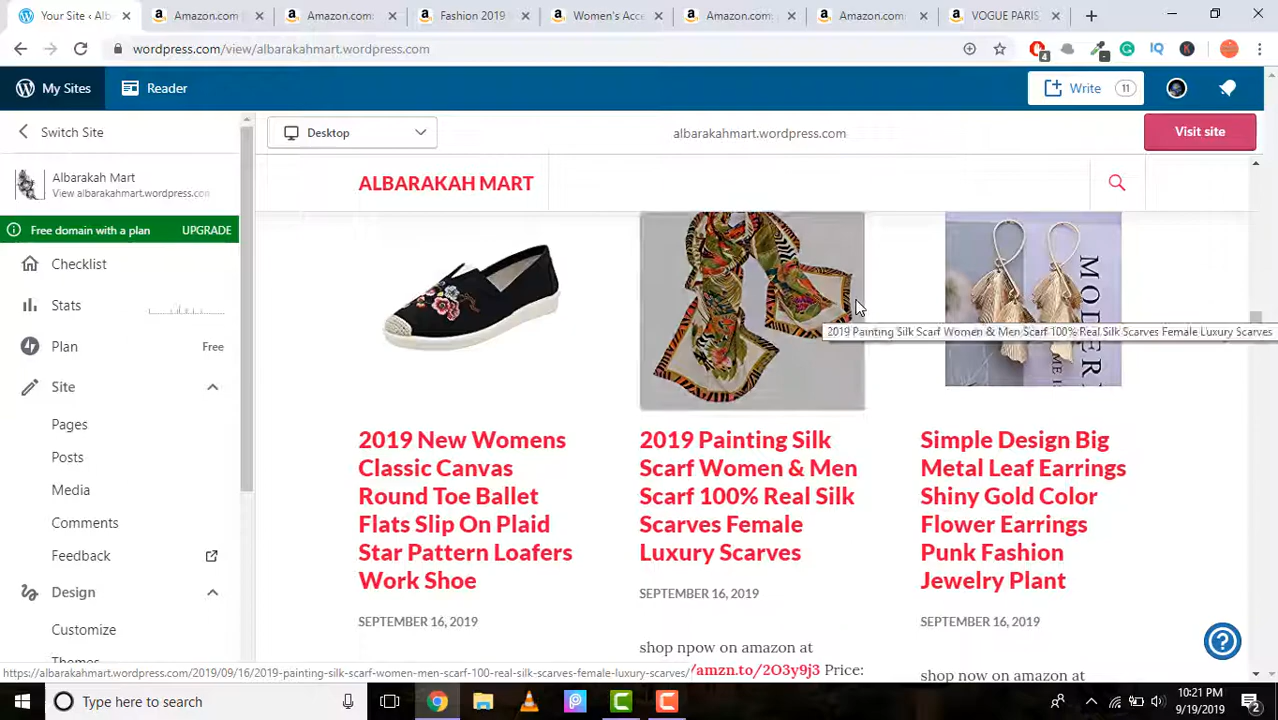 Your Site ‹ Alb
Amazon.com
Amazon.com:
Fashion 2019
Women's Acce
Amazon.com:
Amazon.com:
VOGUE PARIS
wordpress.com/view/albarakahmart.wordpress.com
4
IQ
K
My Sites
Reader
Write 11
Switch Site
Desktop
albarakahmart.wordpress.com
Visit site
Albarakah Mart
View albarakahmart.wordpress.con
ALBARAKAH MART
Free domain with a plan UPGRADE
Checklist
Stats
Plan Free
Site
Pages
Posts
Media
Comments
Feedback
Design
Customize
Themes
MODER
2019 Painting Silk Scarf Women & Men Scarf 100% Real Silk Scarves Female Luxury Scarves
2019 New Womens
Classic Canvas
Round Toe Ballet
Flats Slip On Plaid
Star Pattern Loafers
Work Shoe
SEPTEMBER 16, 2019
2019 Painting Silk
Scarf Women & Men
Scarf 100% Real Silk
Scarves Female
Luxury Scarves
SEPTEMBER 16, 2019
shop npow on amazon at
/amzn.to/2O3y9j3 Price:
Simple Design Big
Metal Leaf Earrings
Shiny Gold Color
Flower Earrings
Punk Fashion
Jewelry Plant
SEPTEMBER 16, 2019
shop now on amazon at
https://albarakahmart.wordpress.com/2019/09/16/2019-painting-silk-scarf-women-men-scarf-100-real-silk-scarves-female-luxury-scarves/
Type here to search
10:21 PM
9/19/2019
2